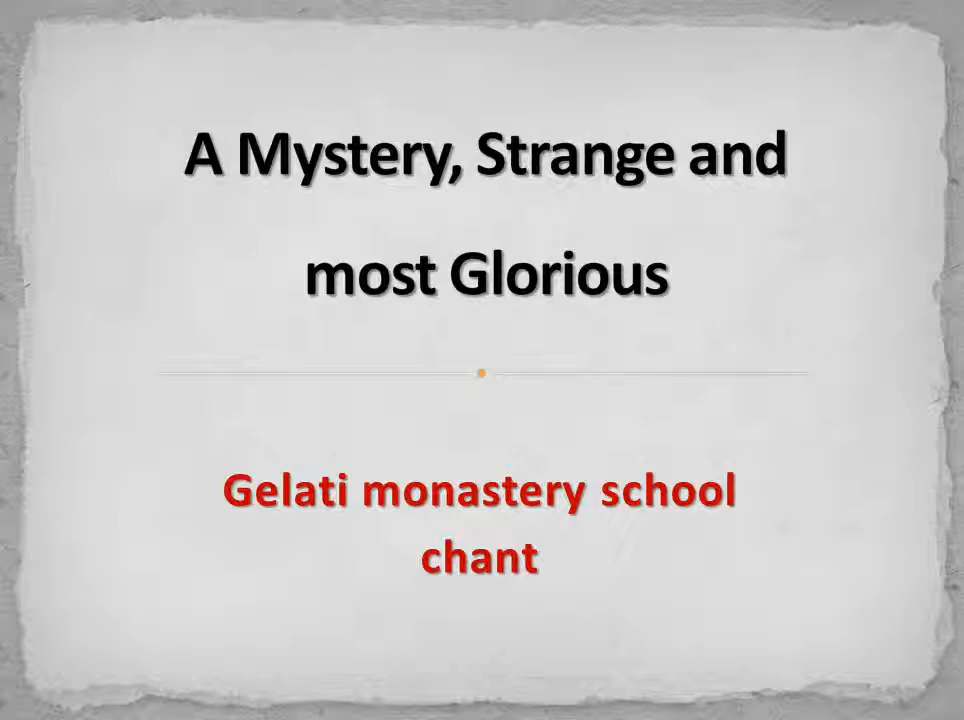 A Mystery, Strange and
most Glorious
Gelati monastery school
chant